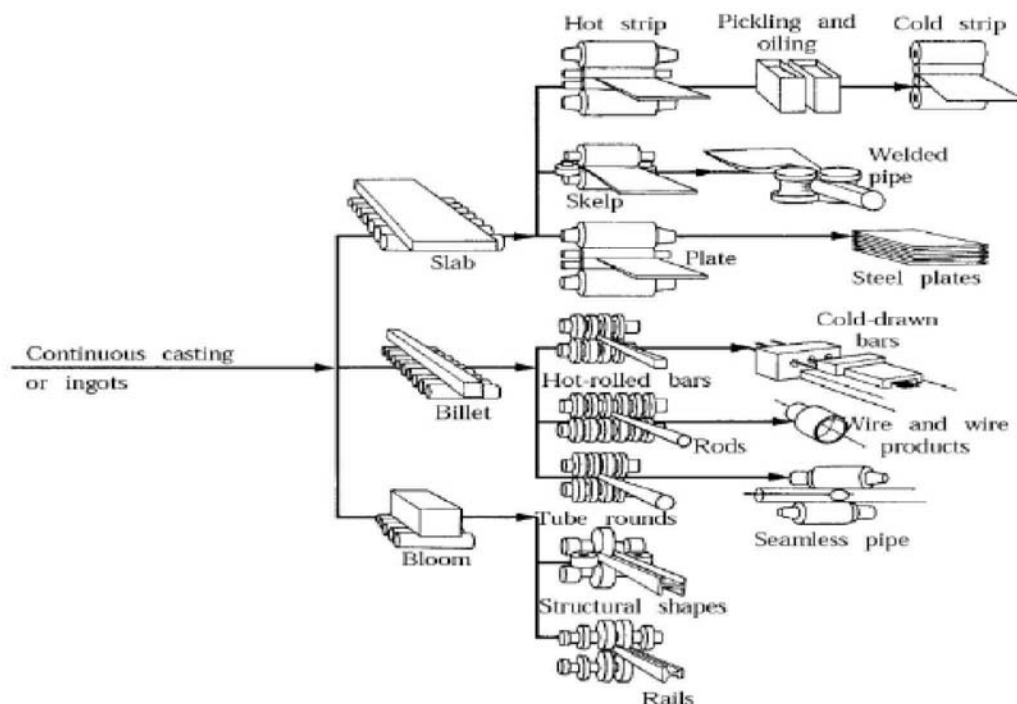 Hot strip
Pickling and
oiling
Cold strip
Skelp
Welded
pipe
Slab
Plate
Steel plates
Continuous casting
or ingots
Billet
Hot-rolled bars
Cold-drawn
bars
Rods
Wire and wire
products
Tube rounds
Seamless pipe
Bloom
Structural shapes
Rails